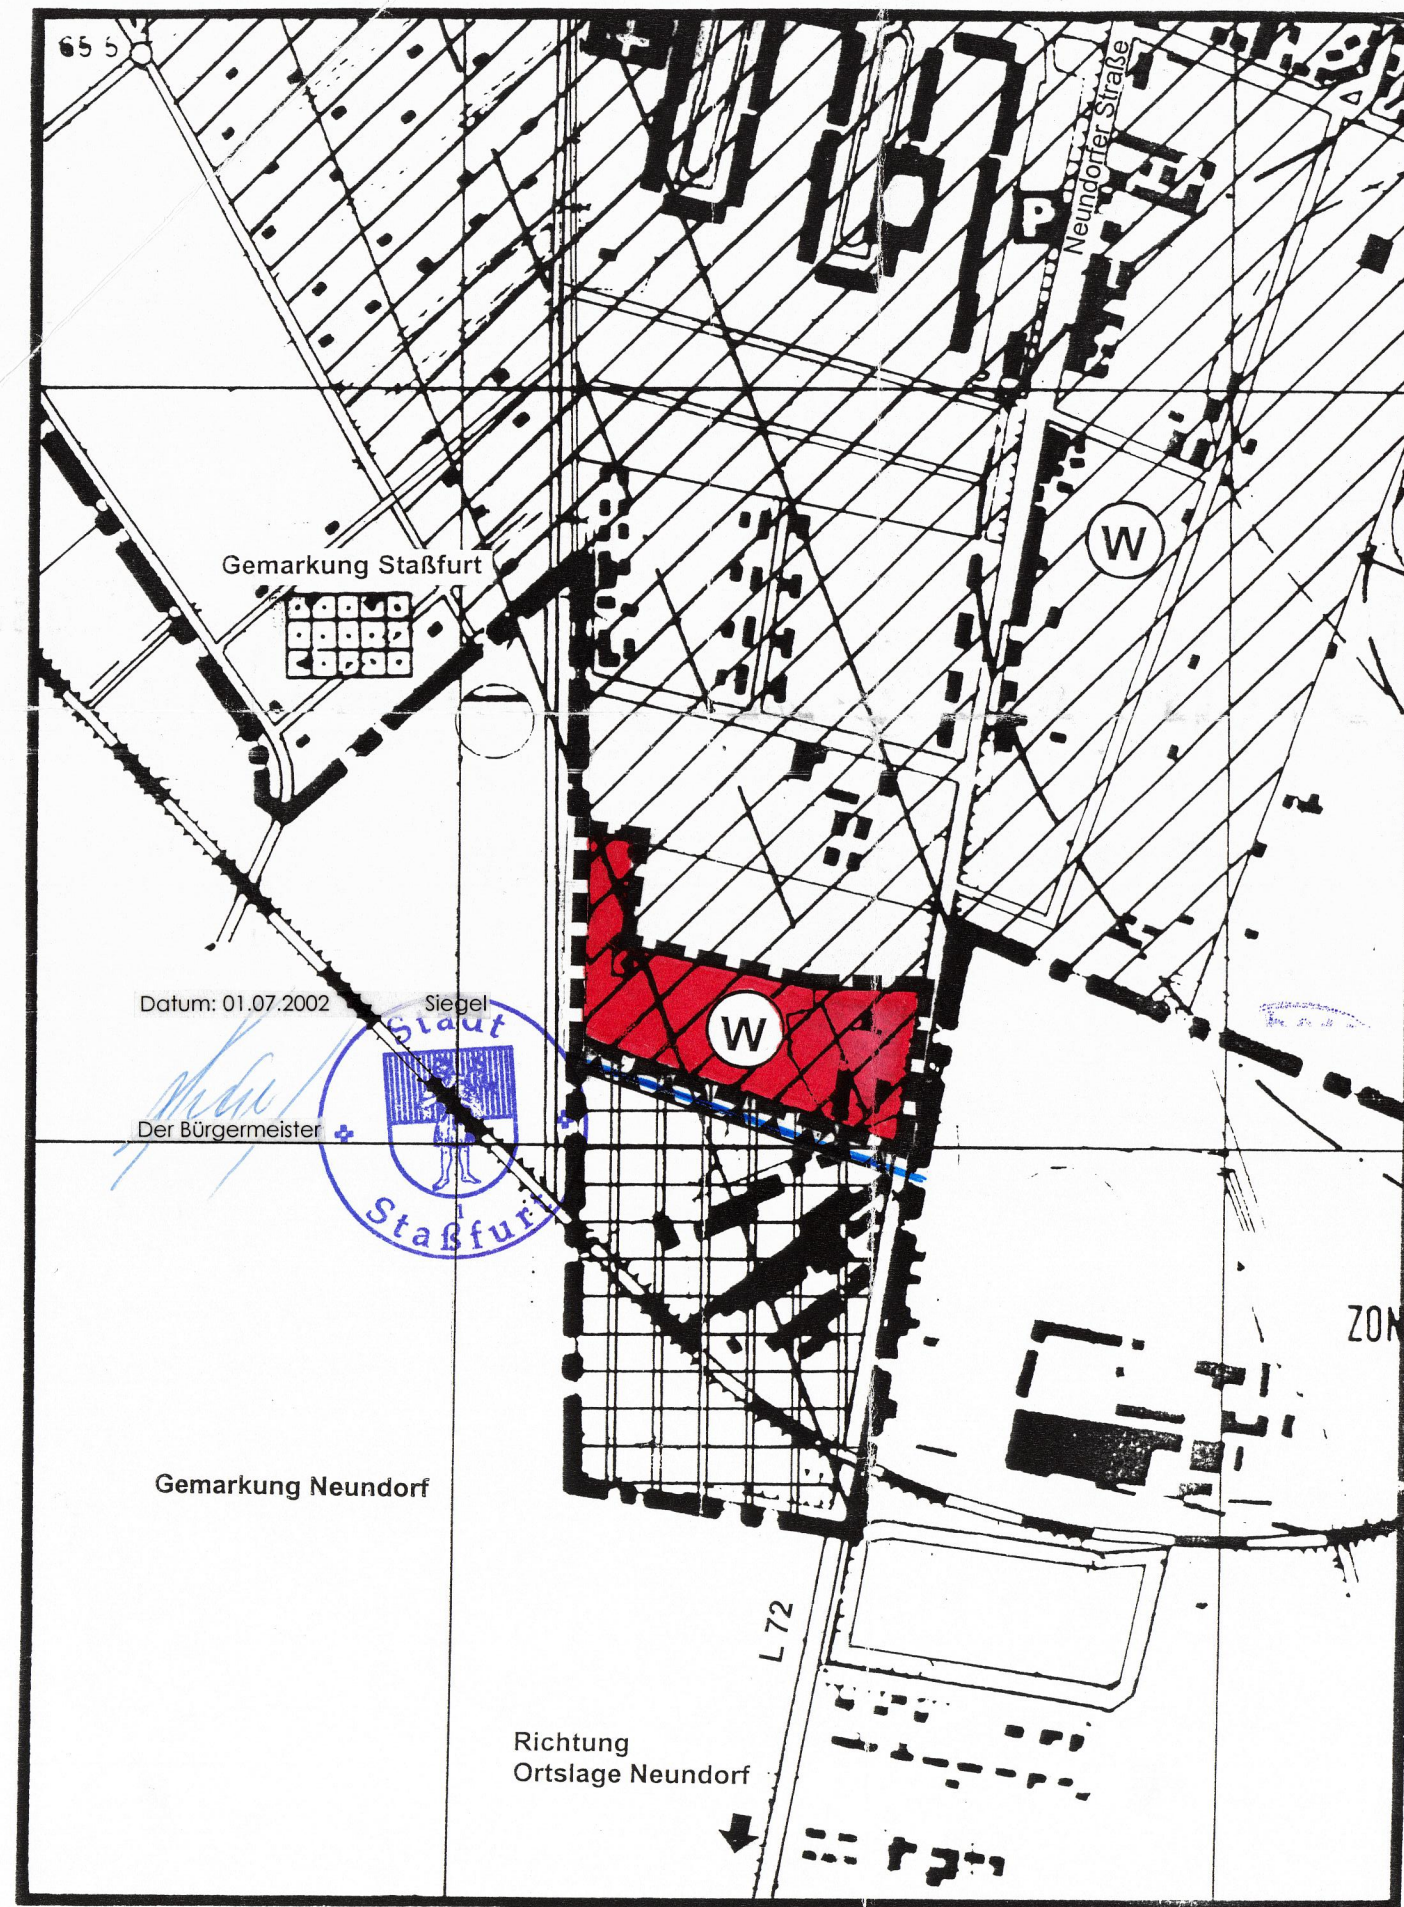 65 5
Neundorfer Straße
P
W
Gemarkung Staßfurt
Datum: 01.07.2002 Siegel
Stadt
W
Der Bürgermeister
1
Staßfurt
ZON
Gemarkung Neundorf
L 72
Richtung
Ortslage Neundorf